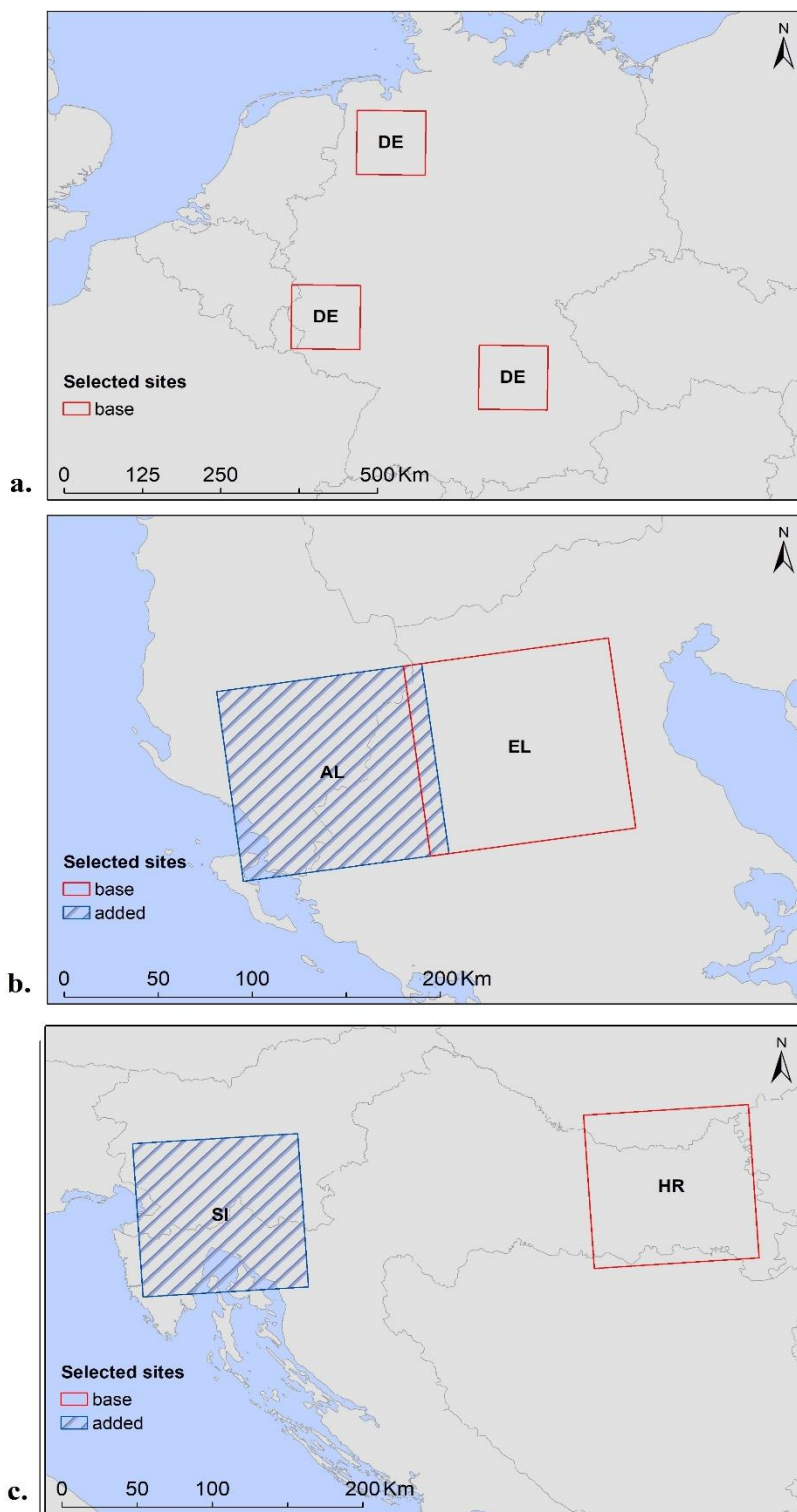 N
DE
DE
DE
Selected sites
base
0 125 250 500 Km
a.
N
EL
AL
Selected sites
base
added
0 50 100 200 Km
b.
N
HR
SI
Selected sites
base
added
0 50 100 200 Km
c.